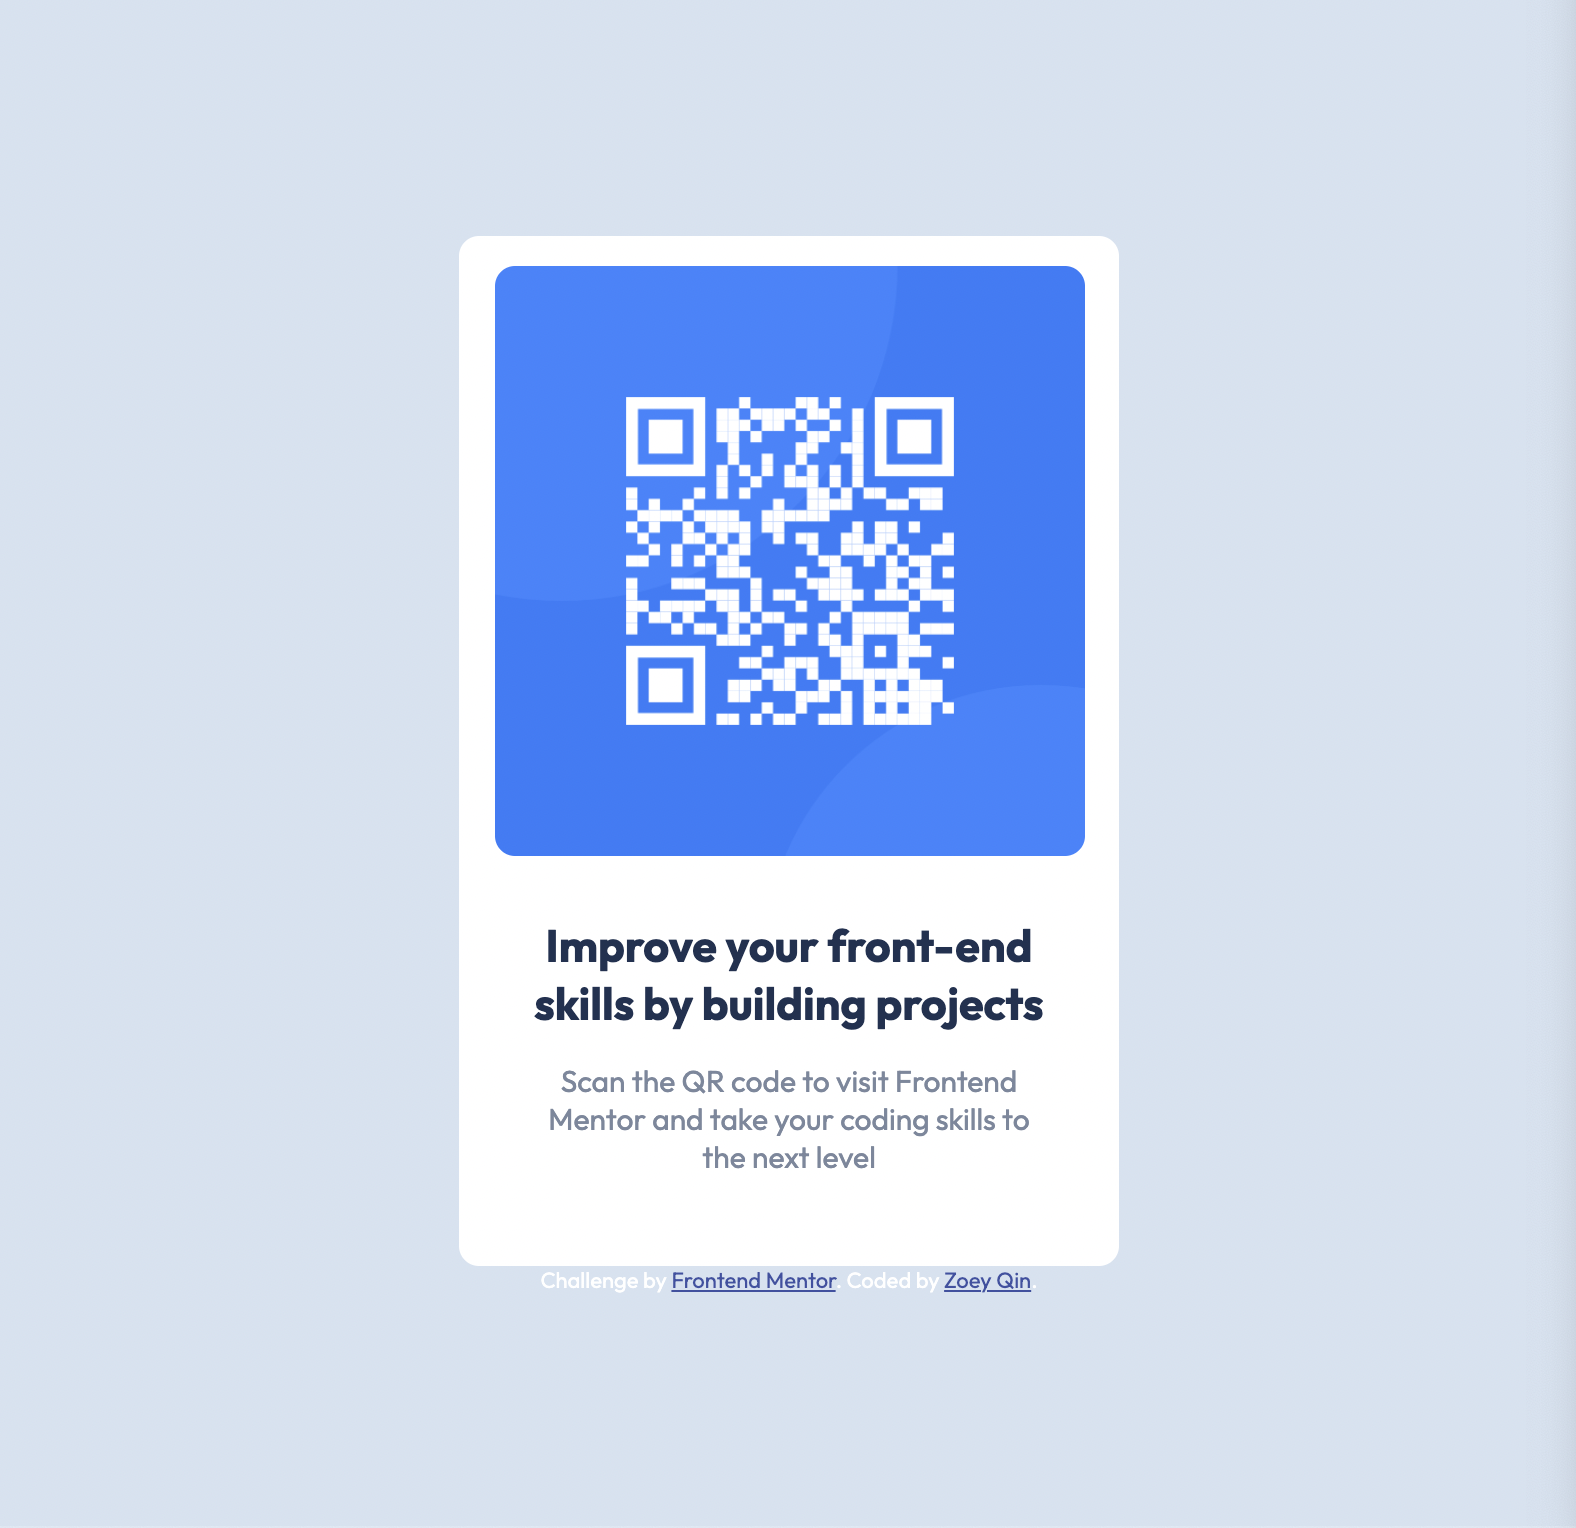 Improve your front-end
skills by building projects
Scan the QR code to visit Frontend
Mentor and take your coding skills to
the next level
Challenge by Frontend Mentor. Coded by Zoey Qin.